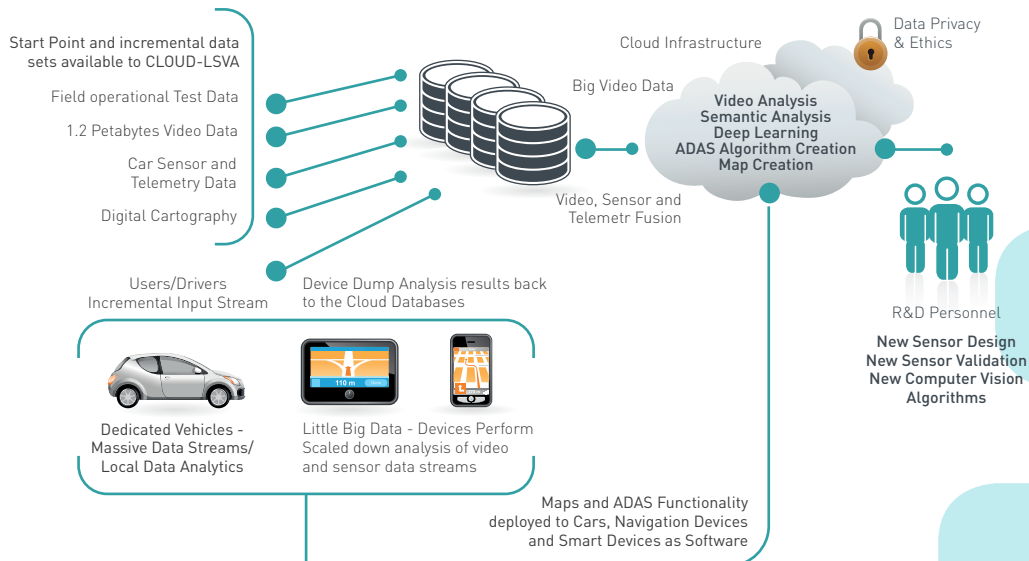 Start Point and incremental data
sets available to CLOUD-LSVA
Field operational Test Data
1.2 Petabytes Video Data
Car Sensor and
Telemetry Data
Digital Cartography
Users/Drivers
Incremental Input Stream
Device Dump Analysis results back
to the Cloud Databases
110 m
Dedicated Vehicles -
Massive Data Streams/
Local Data Analytics
Little Big Data - Devices Perform
Scaled down analysis of video
and sensor data streams
Cloud Infrastructure
Big Video Data
Data Privacy
& Ethics
Video Analysis
Semantic Analysis
Deep Learning
ADAS Algorithm Creation
Map Creation
Video, Sensor and
Telemetr Fusion
R&D Personnel
New Sensor Design
New Sensor Validation
New Computer Vision
Algorithms
Maps and ADAS Functionality
deployed to Cars, Navigation Devices
and Smart Devices as Software